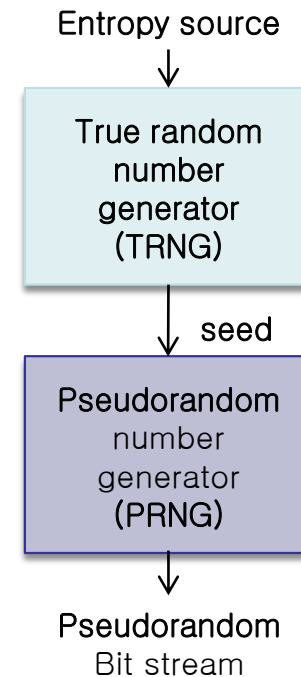 Entropy source
True random
number
generator
(TRNG)
seed
Pseudorandom
number
generator
(PRNG)
Pseudorandom
Bit stream